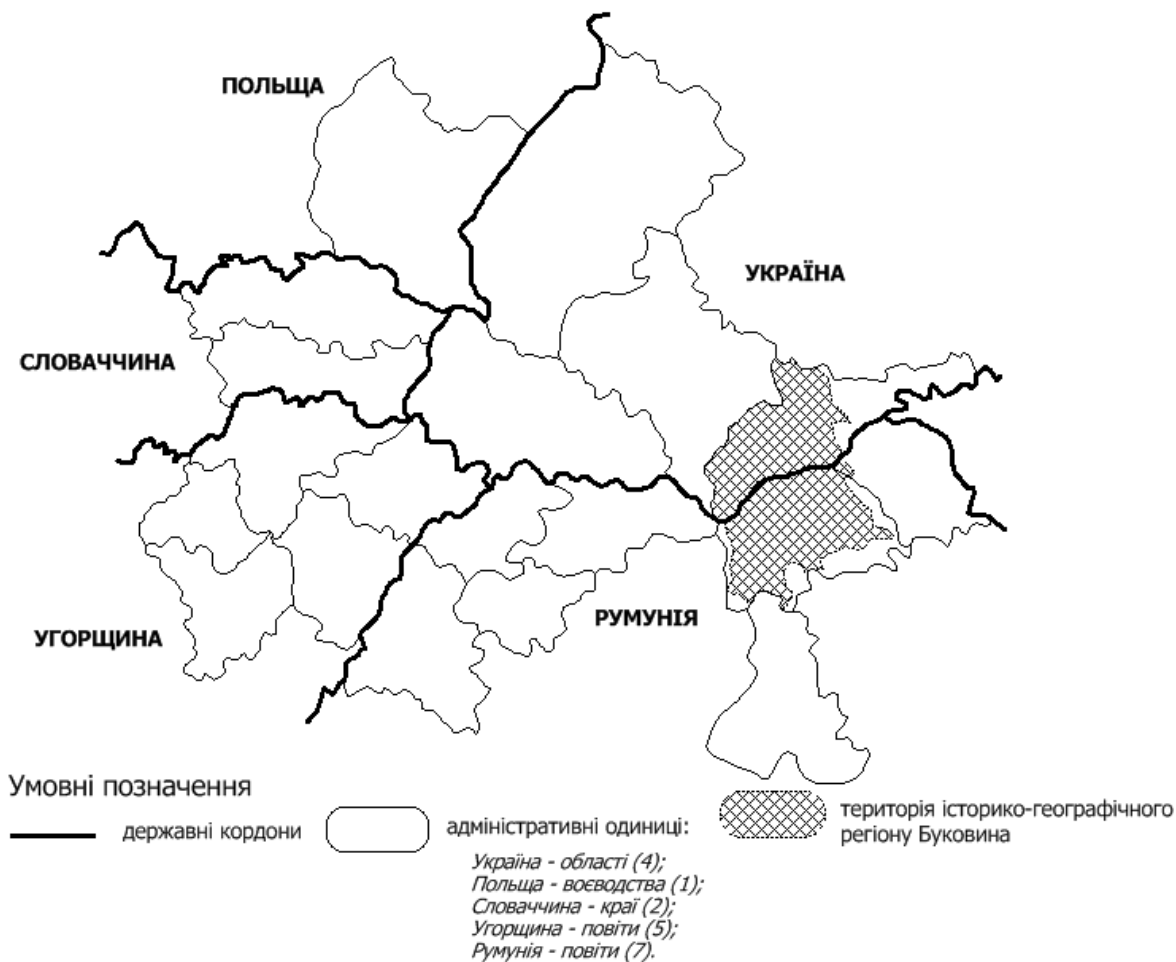 ПОЛЬЩА
УКРАЇНА
СЛОВАЧЧИНА
РУМУНІЯ
УГОРЩИНА
Умовні позначення
державні кордони
адміністративні одиниці:
Україна - області (4);
Польща - воєводства (1);
Словаччина - краї (2);
Угорщина - повіти (5);
Румунія - повіти (7).
територія історико-географічного
регіону Буковина